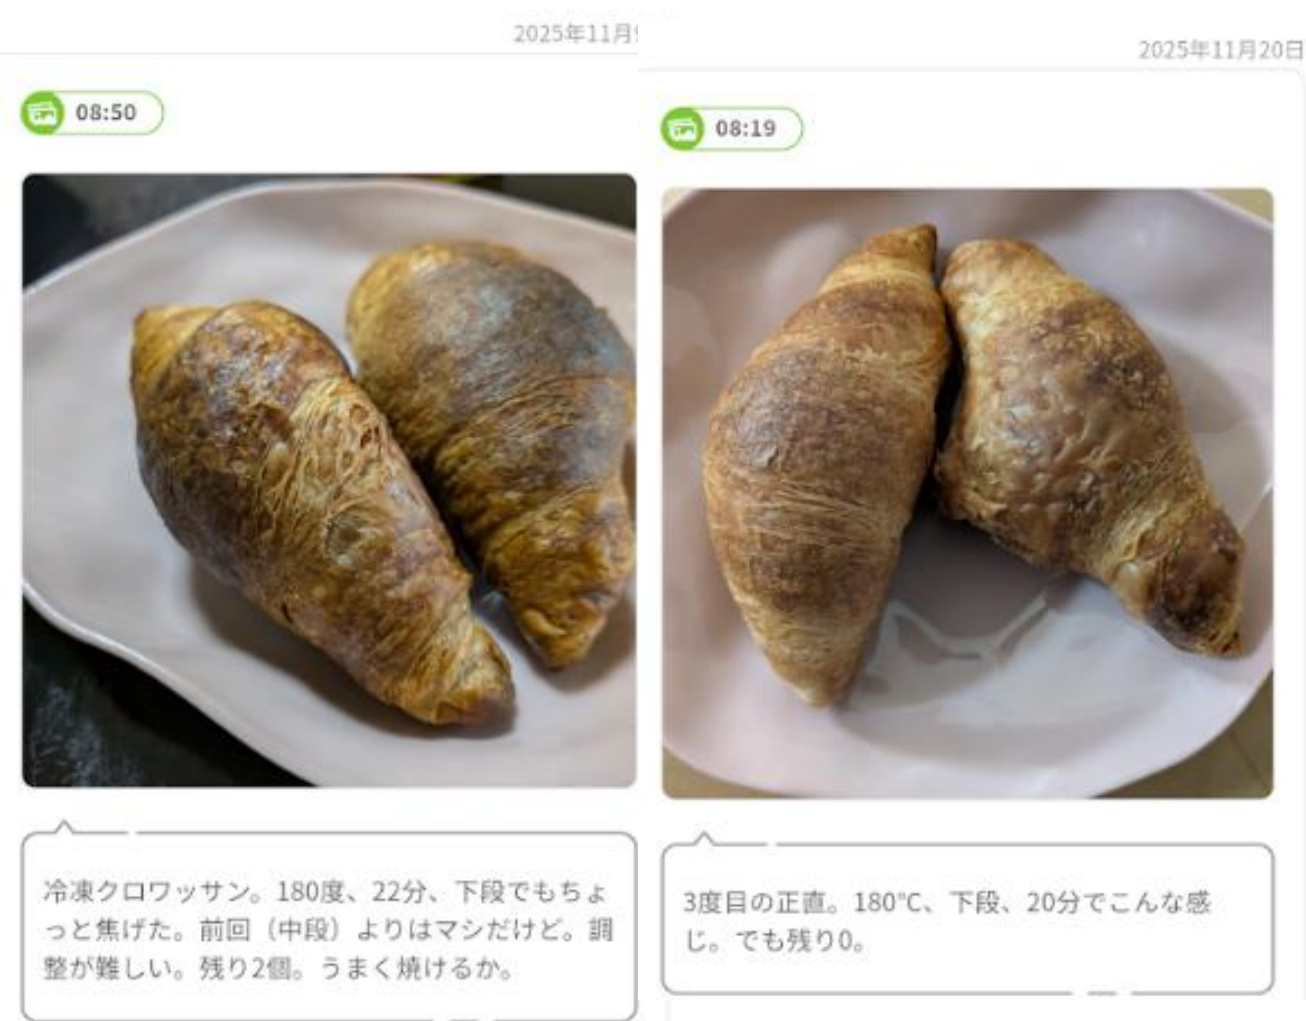 2025年11月9
08:50
冷凍クロワッサン。180度、22分、下段でもちょ
っと焦げた。前回（中段）よりはマシだけど。調
整が難しい。残り2個。うまく焼けるか。
2025年11月20日
08:19
3度目の正直。180℃、下段、20分でこんな感
じ。でも残り0。